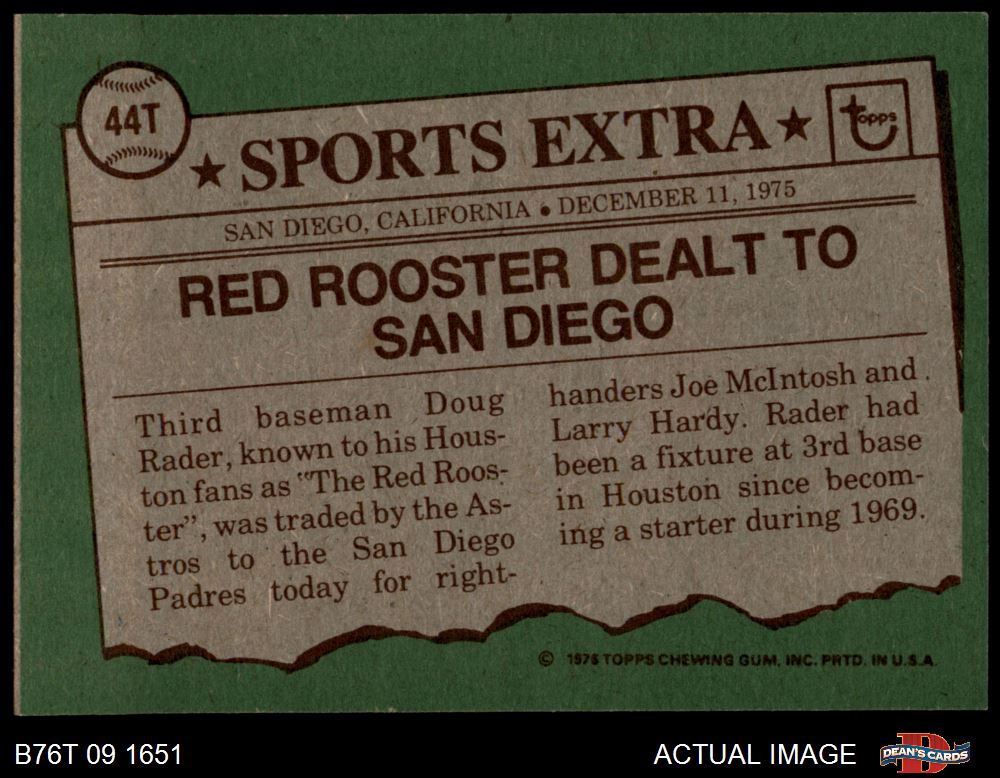 44T
★ SPORTS EXTRA ★
topps
SAN DIEGO, CALIFORNIA • DECEMBER 11, 1975
RED ROOSTER DEALT TO
SAN DIEGO
Third baseman Doug
Rader, known to his Hous-
ton fans as "The Red Roos-
ter", was traded by the As-
tros to the San Diego
Padres today for right-
handers Joe McIntosh and
Larry Hardy. Rader had
been a fixture at 3rd base
in Houston since becom-
ing a starter during 1969.
© 1976 TOPPS CHEWING GUM, INC. PRTD. IN U.S.A.
B76T 09 1651
ACTUAL IMAGE
DEAN'S CARDS